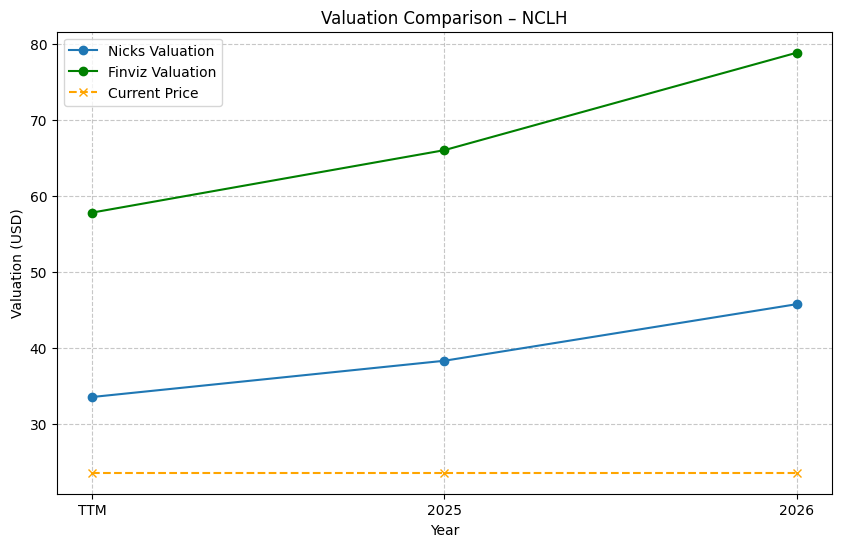 Valuation Comparison – NCLH
Nicks Valuation
Finviz Valuation
Current Price
Valuation (USD)
80
70
60
50
40
30
TTM
2025
2026
Year